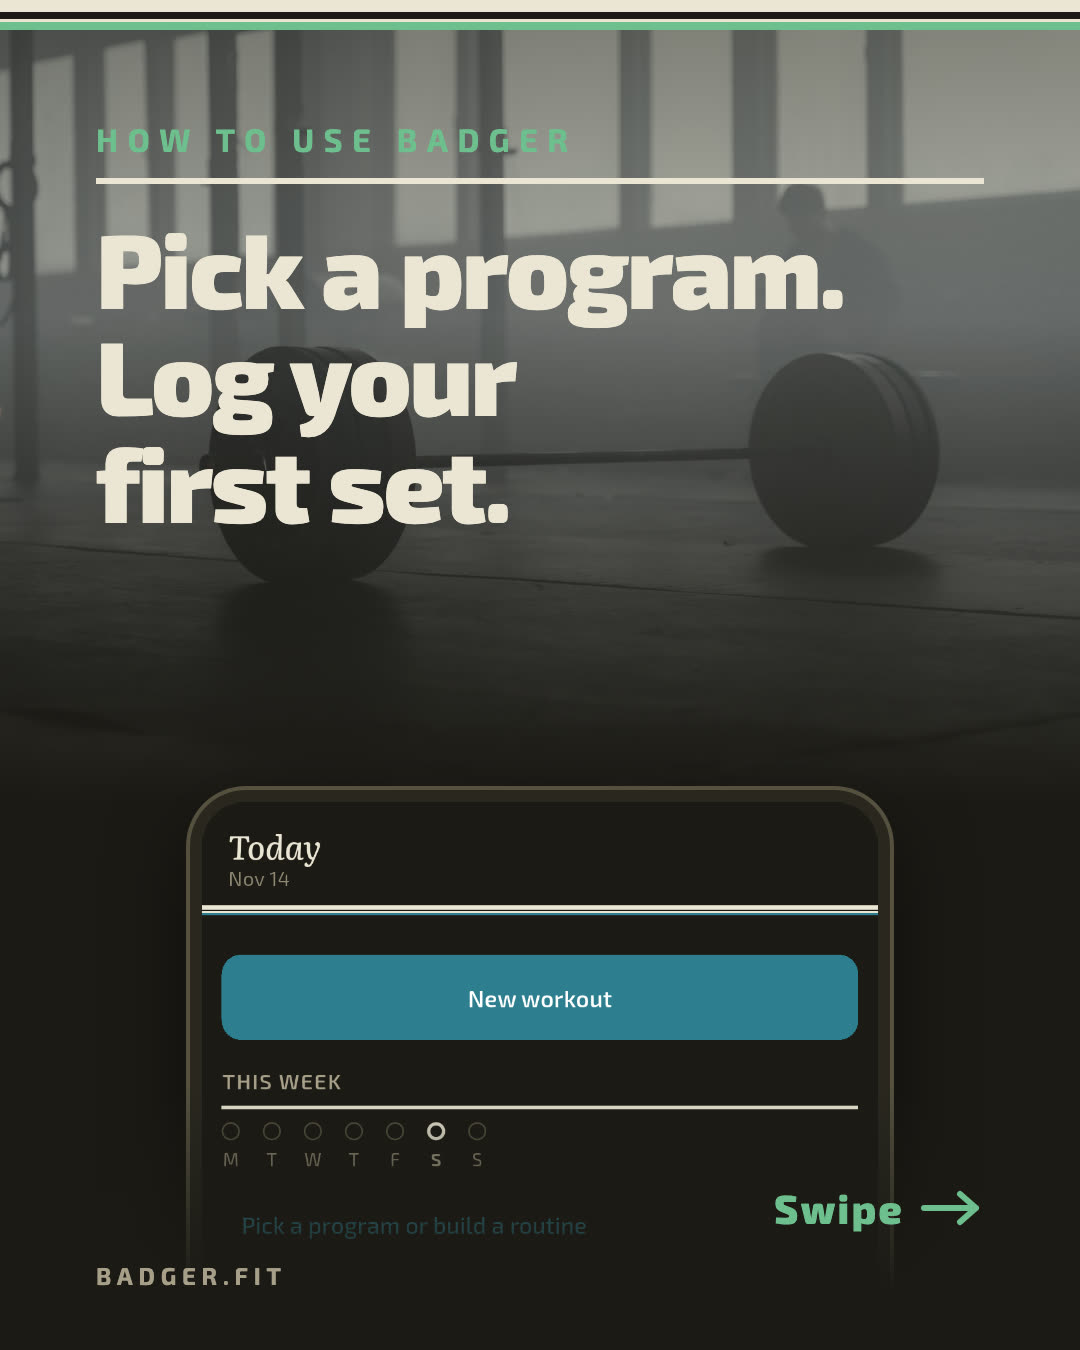 HOW TO USE BADGER
Pick a program.
Log your
first set.
Today
Nov 14
New workout
THIS WEEK
M T W T F S S
Pick a program or build a routine
Swipe →
BADGER.FIT